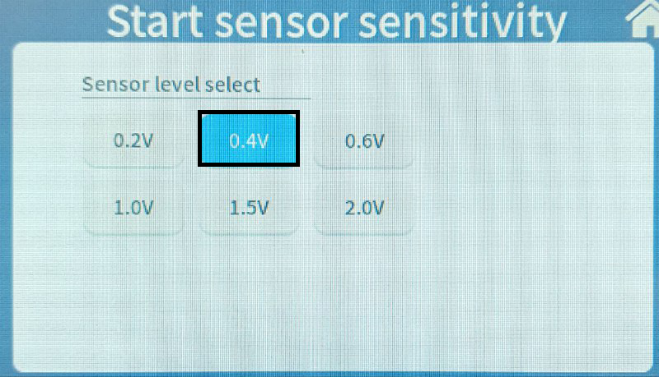 Start sensor sensitivity
Sensor level select
0.2V 0.4V 0.6V
1.0V 1.5V 2.0V